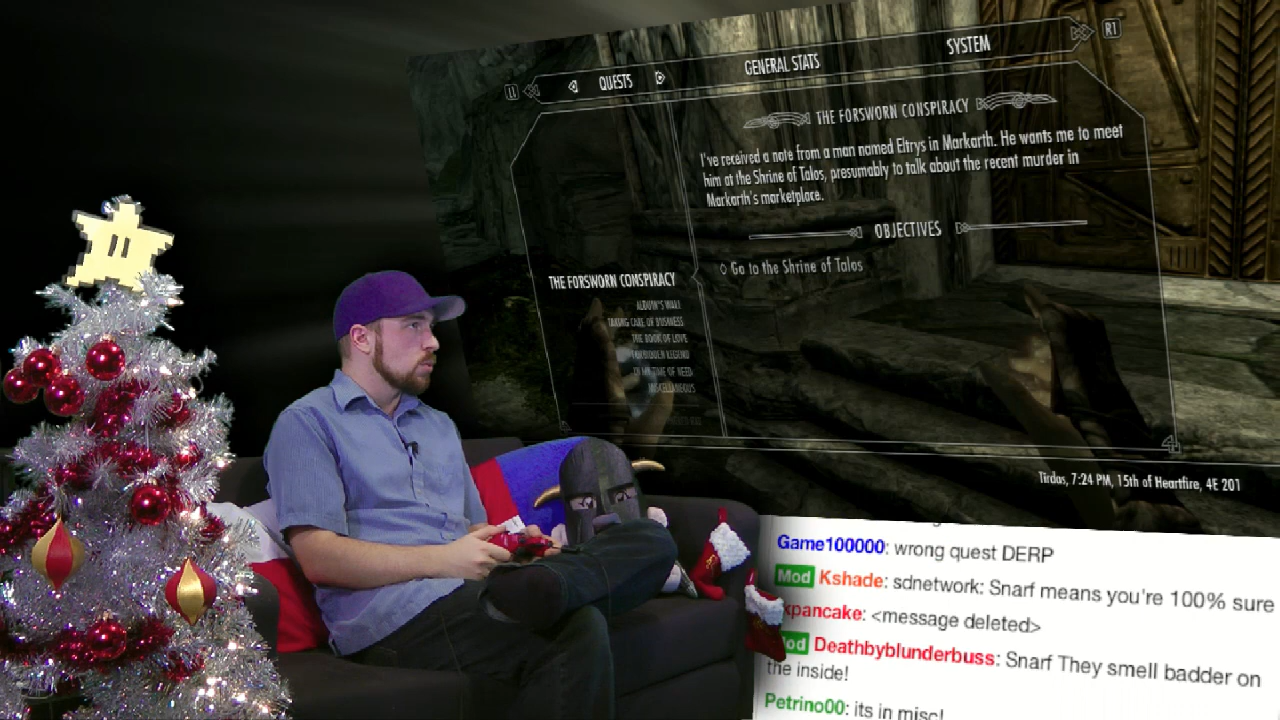 QUESTS
GENERAL STATS
SYSTEM
R1
THE FORSWORN CONSPIRACY
I've received a note from a man named Eltrys in Markarth. He wants me to meet
him at the Shrine of Talos, presumably to talk about the recent murder in
Markarth's marketplace.
OBJECTIVES
Go to the Shrine of Talos
THE FORSWORN CONSPIRACY
ALDUIN'S WALL
TAKING CARE OF BUSINESS
THE BOOK OF LOVE
FORBIDDEN LEGEND
IN MY TIME OF NEED
MISCELLANEOUS
Tirdas, 7:24 PM, 15th of Heartfire, 4E 201
Game100000: wrong quest DERP
Mod Kshade: sdnetwork: Snarf means you're 100% sure
xpancake: <message deleted>
Mod Deathbyblunderbuss: Snarf They smell badder on
the inside!
Petrino00: its in misc!